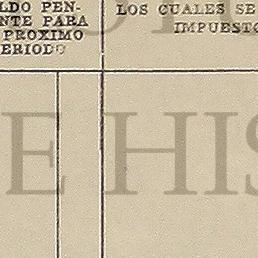 LDO PEN-
NTE PARA
PROXIMO
ERIODO
LOS CUALES SE
IMPUESTO
E HIS